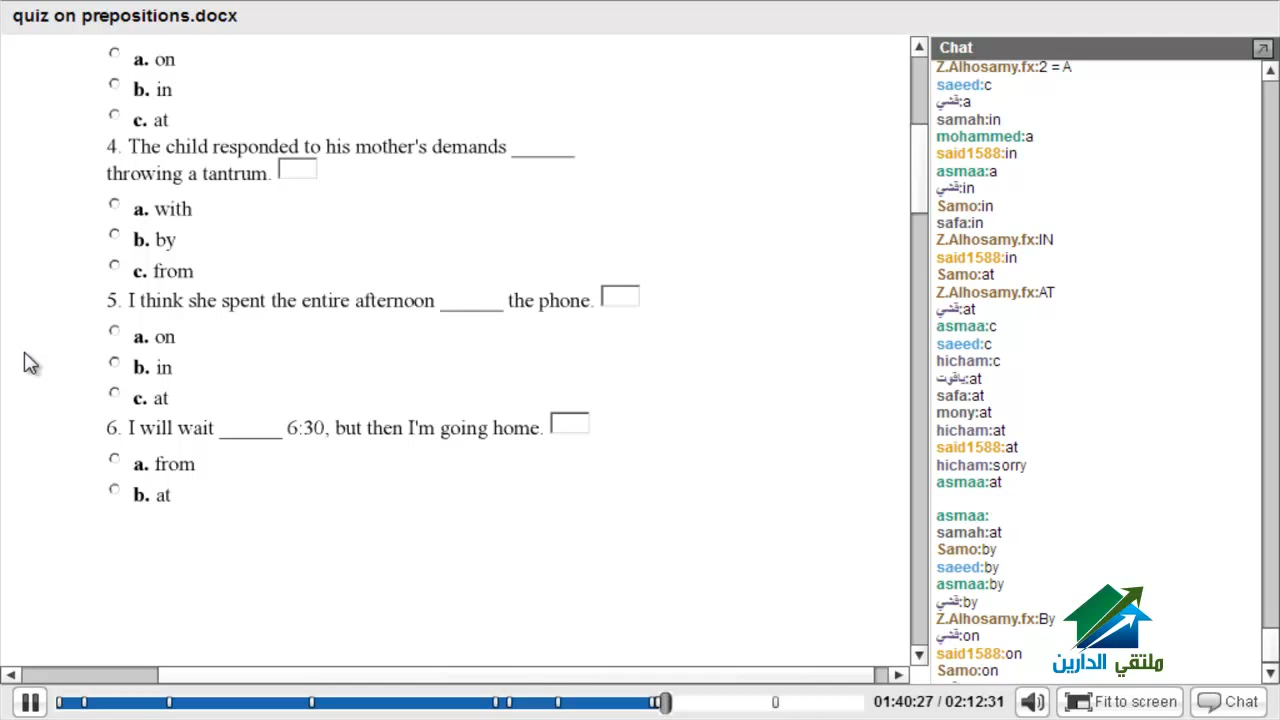 quiz on prepositions.docx
a. on
b. in
c. at
4. The child responded to his mother's demands ______
throwing a tantrum.
a. with
b. by
c. from
5. I think she spent the entire afternoon ______ the phone.
a. on
b. in
c. at
6. I will wait ______ 6:30, but then I'm going home.
a. from
b. at
Chat
Z.Alhosamy.fx:2 = A
saeed:c
قشي:a
samah:in
mohammed:a
said1588:in
asmaa:a
قشي:in
Samo:in
safa:in
Z.Alhosamy.fx:IN
said1588:in
Samo:at
Z.Alhosamy.fx:AT
قشي:at
asmaa:c
saeed:c
hicham:c
ياقوت:at
safa:at
mony:at
hicham:at
said1588:at
hicham:sorry
asmaa:at
asmaa:
samah:at
Samo:by
saeed:by
asmaa:by
قشي:by
Z.Alhosamy.fx:By
قشي:on
said1588:on
Samo:on
ملتقي الدارين
01:40:27 / 02:12:31
Fit to screen
Chat